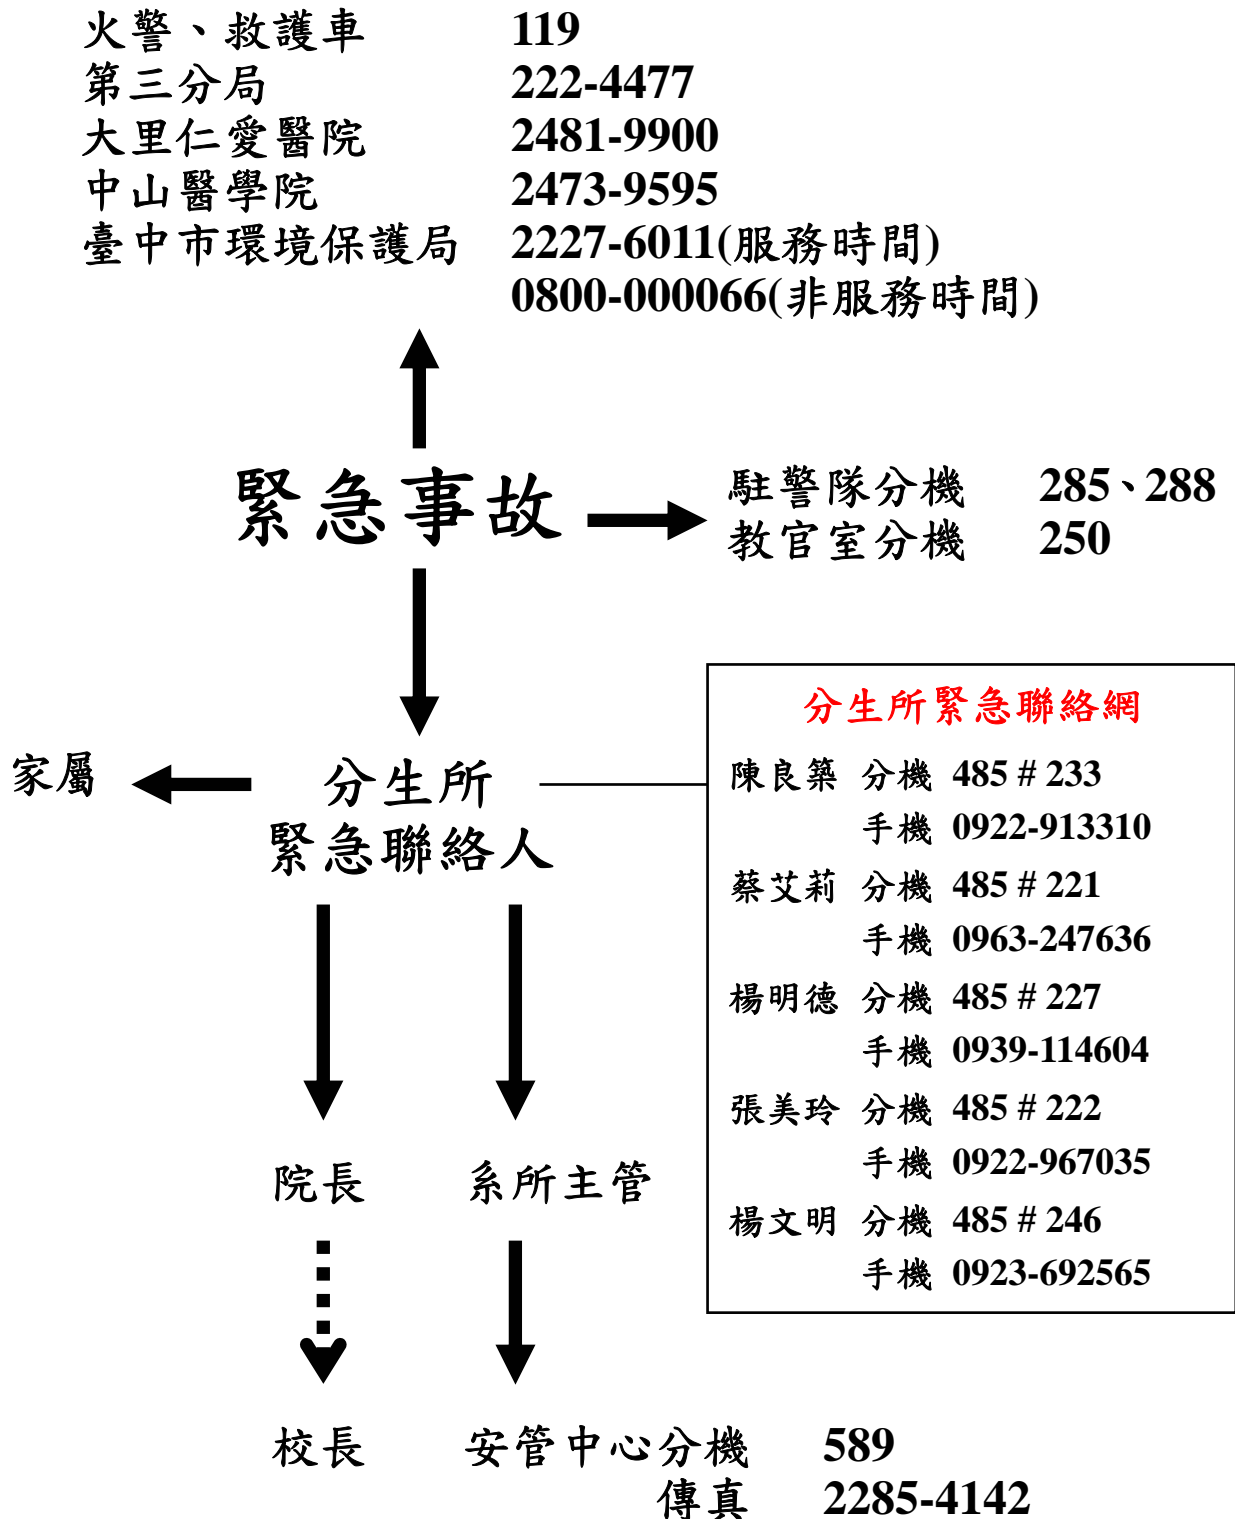 火警、救護車 119
第三分局 222-4477
大里仁愛醫院 2481-9900
中山醫學院 2473-9595
臺中市環境保護局 2227-6011(服務時間)
0800-000066(非服務時間)
緊急事故
駐警隊分機 285、288
教官室分機 250
家屬
分生所
緊急聯絡人
分生所緊急聯絡網
陳良築 分機 485 # 233
手機 0922-913310
蔡艾莉 分機 485 # 221
手機 0963-247636
楊明德 分機 485 # 227
手機 0939-114604
張美玲 分機 485 # 222
手機 0922-967035
楊文明 分機 485 # 246
手機 0923-692565
院長 系所主管
校長 安管中心分機 589
傳真 2285-4142